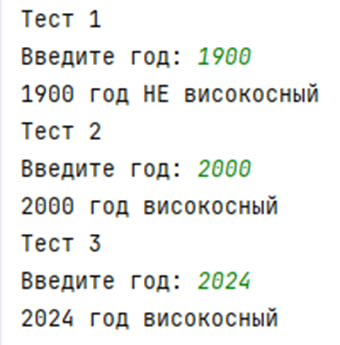 Тест 1
Введите год: 1900
1900 год НЕ високосный
Тест 2
Введите год: 2000
2000 год високосный
Тест 3
Введите год: 2024
2024 год високосный